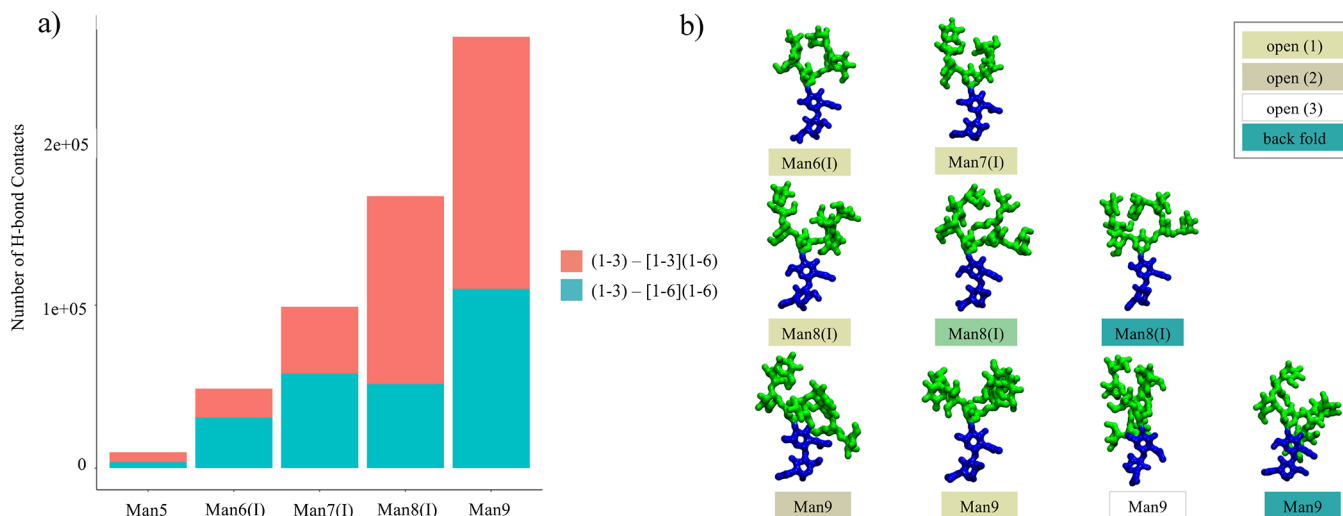 a)
Number of H-bond Contacts
2e+05
1e+05
0
Man5 Man6(I) Man7(I) Man8(I) Man9
(1-3) – [1-3](1-6)
(1-3) – [1-6](1-6)
b)
open (1)
open (2)
open (3)
back fold
Man6(I) Man7(I)
Man8(I) Man8(I) Man8(I)
Man9 Man9 Man9 Man9